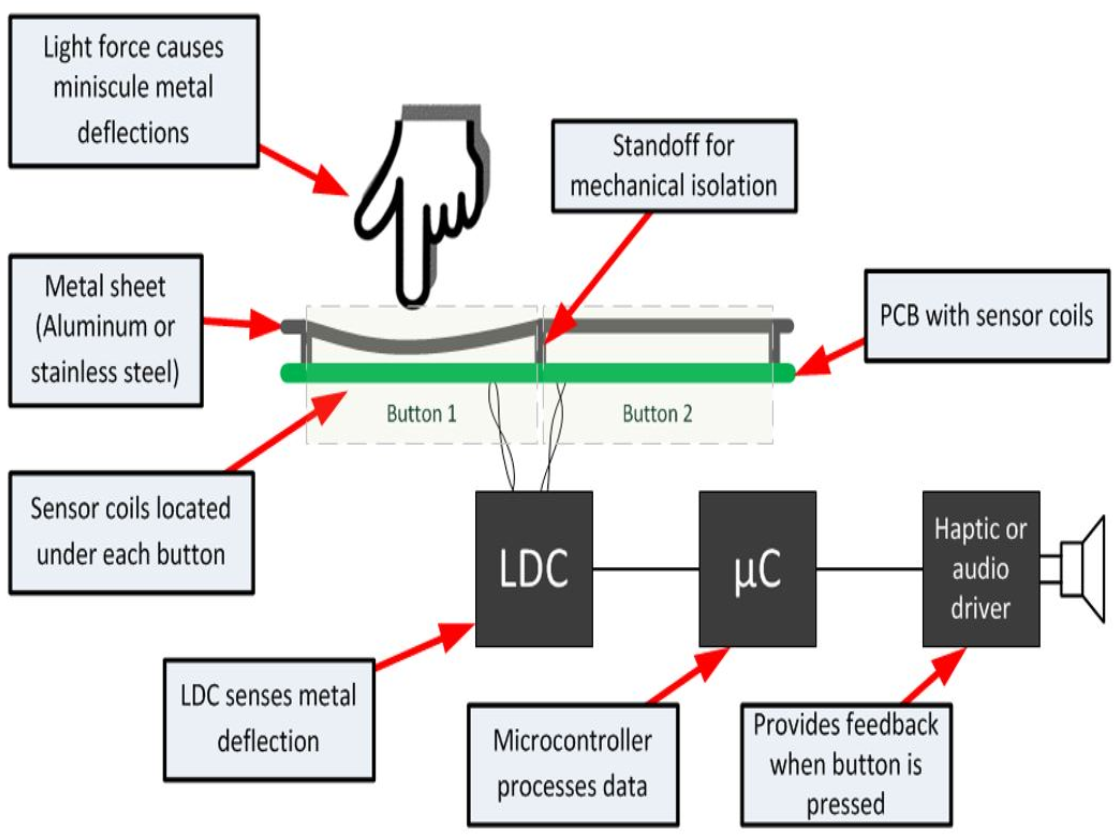 Light force causes
miniscule metal
deflections
Standoff for
mechanical isolation
Metal sheet
(Aluminum or
stainless steel)
PCB with sensor coils
Button 1
Button 2
Sensor coils located
under each button
LDC
µC
Haptic or
audio
driver
LDC senses metal
deflection
Microcontroller
processes data
Provides feedback
when button is
pressed